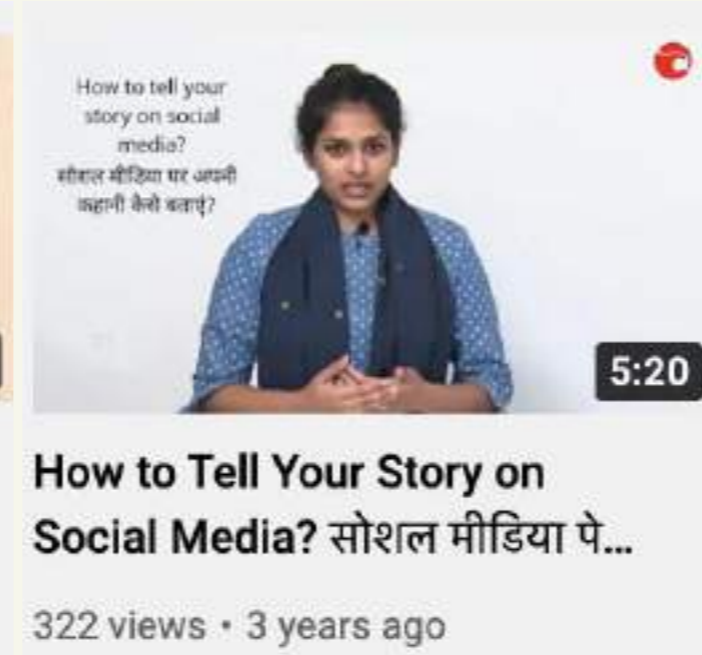 How to tell your
story on social
media?
सोशल मीडिया पर अपनी
कहानी कैसे बताएं?
5:20
How to Tell Your Story on
Social Media? सोशल मीडिया पे...
322 views • 3 years ago